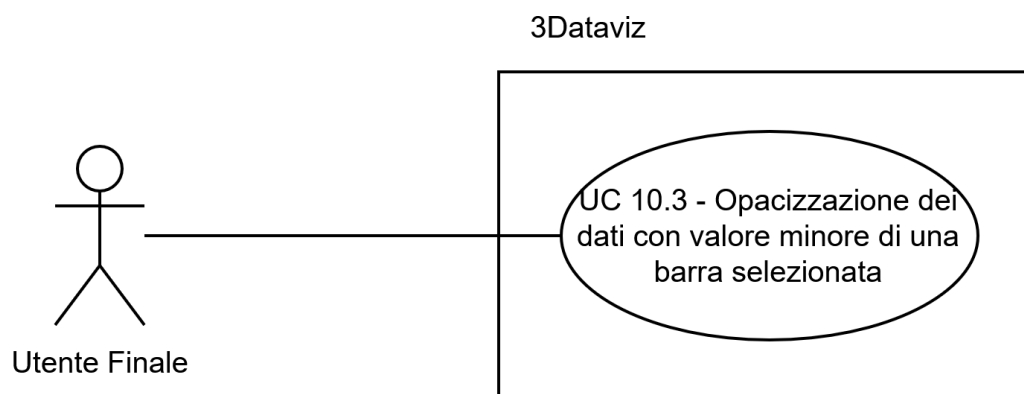 3Dataviz
UC 10.3 - Opacizzazione dei
dati con valore minore di una
barra selezionata
Utente Finale